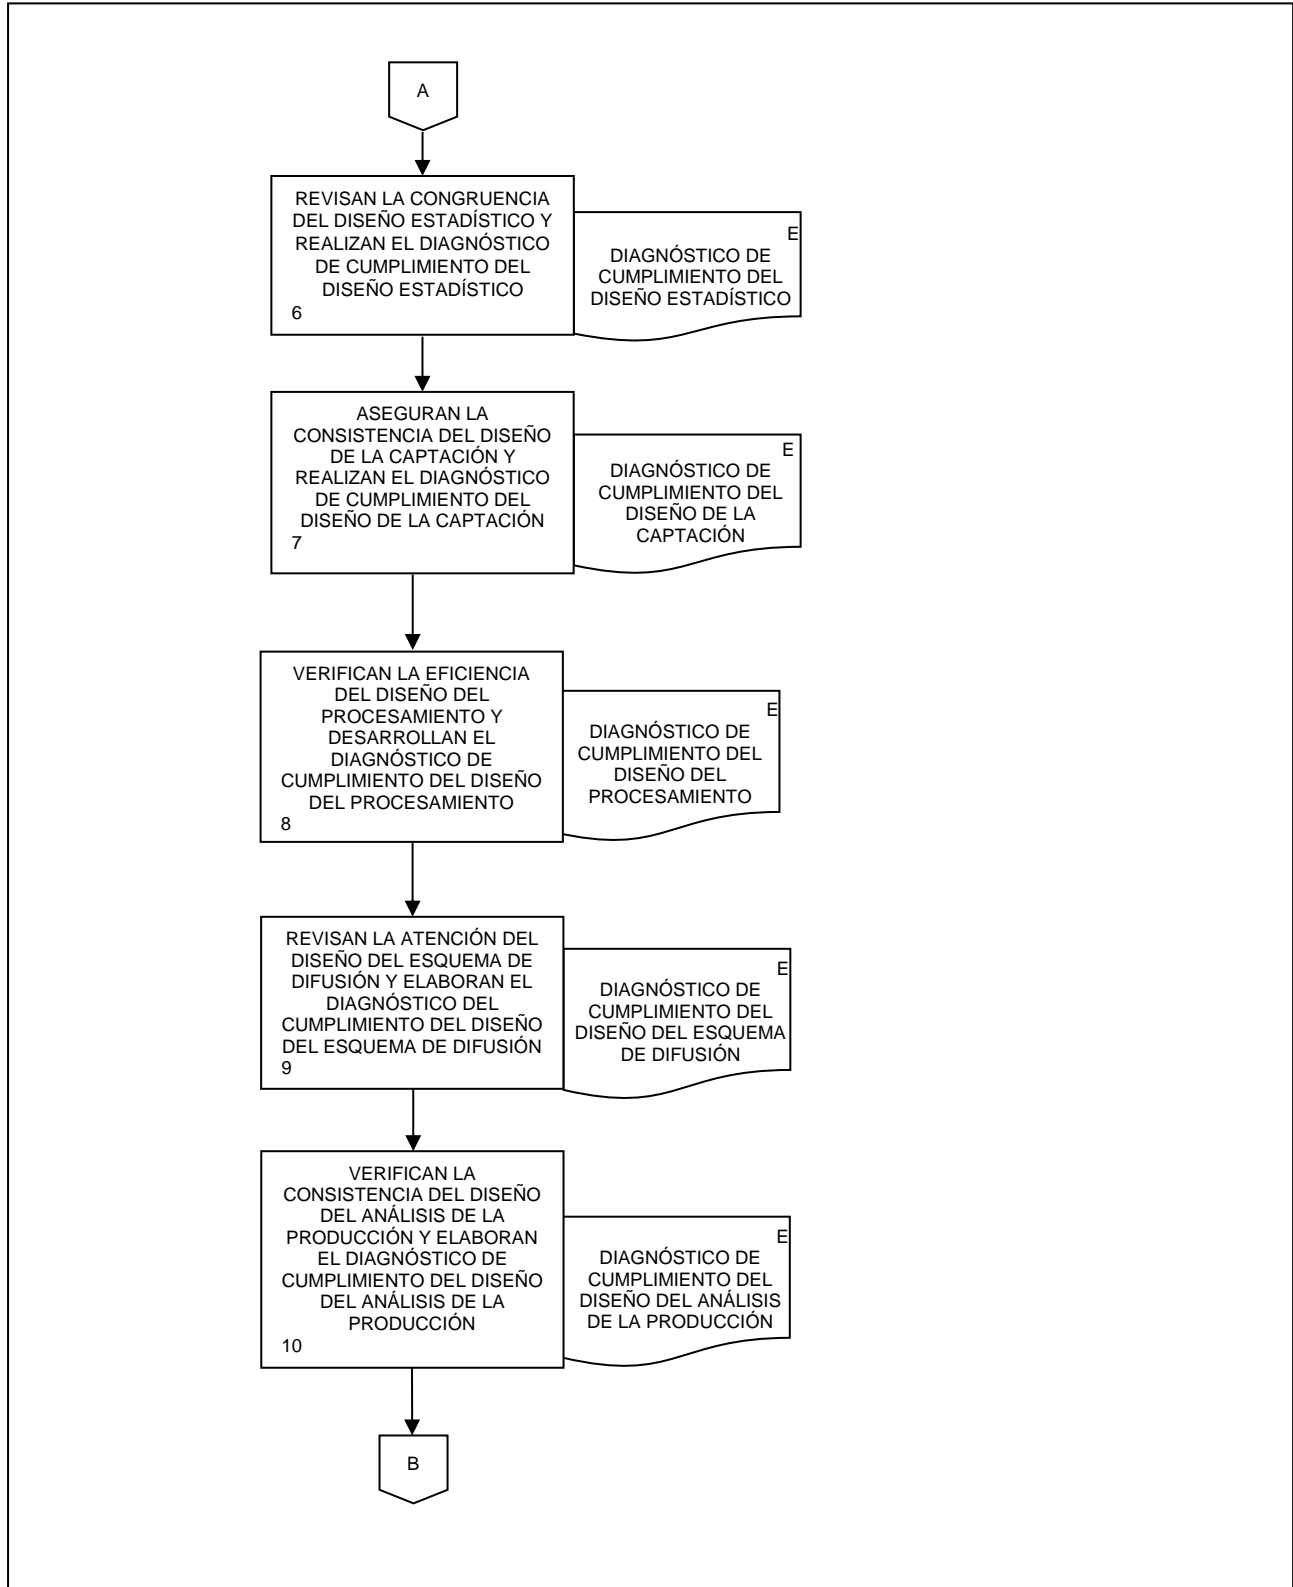 A
REVISAN LA CONGRUENCIA
DEL DISEÑO ESTADÍSTICO Y
REALIZAN EL DIAGNÓSTICO
DE CUMPLIMIENTO DEL
DISEÑO ESTADÍSTICO
6
E
DIAGNÓSTICO DE
CUMPLIMIENTO DEL
DISEÑO ESTADÍSTICO
ASEGURAN LA
CONSISTENCIA DEL DISEÑO
DE LA CAPTACIÓN Y
REALIZAN EL DIAGNÓSTICO
DE CUMPLIMIENTO DEL
DISEÑO DE LA CAPTACIÓN
7
E
DIAGNÓSTICO DE
CUMPLIMIENTO DEL
DISEÑO DE LA
CAPTACIÓN
VERIFICAN LA EFICIENCIA
DEL DISEÑO DEL
PROCESAMIENTO Y
DESARROLLAN EL
DIAGNÓSTICO DE
CUMPLIMIENTO DEL DISEÑO
DEL PROCESAMIENTO
8
E
DIAGNÓSTICO DE
CUMPLIMIENTO DEL
DISEÑO DEL
PROCESAMIENTO
REVISAN LA ATENCIÓN DEL
DISEÑO DEL ESQUEMA DE
DIFUSIÓN Y ELABORAN EL
DIAGNÓSTICO DEL
CUMPLIMIENTO DEL DISEÑO
DEL ESQUEMA DE DIFUSIÓN
9
E
DIAGNÓSTICO DE
CUMPLIMIENTO DEL
DISEÑO DEL ESQUEMA
DE DIFUSIÓN
VERIFICAN LA
CONSISTENCIA DEL DISEÑO
DEL ANÁLISIS DE LA
PRODUCCIÓN Y ELABORAN
EL DIAGNÓSTICO DE
CUMPLIMIENTO DEL DISEÑO
DEL ANÁLISIS DE LA
PRODUCCIÓN
10
E
DIAGNÓSTICO DE
CUMPLIMIENTO DEL
DISEÑO DEL ANÁLISIS
DE LA PRODUCCIÓN
B